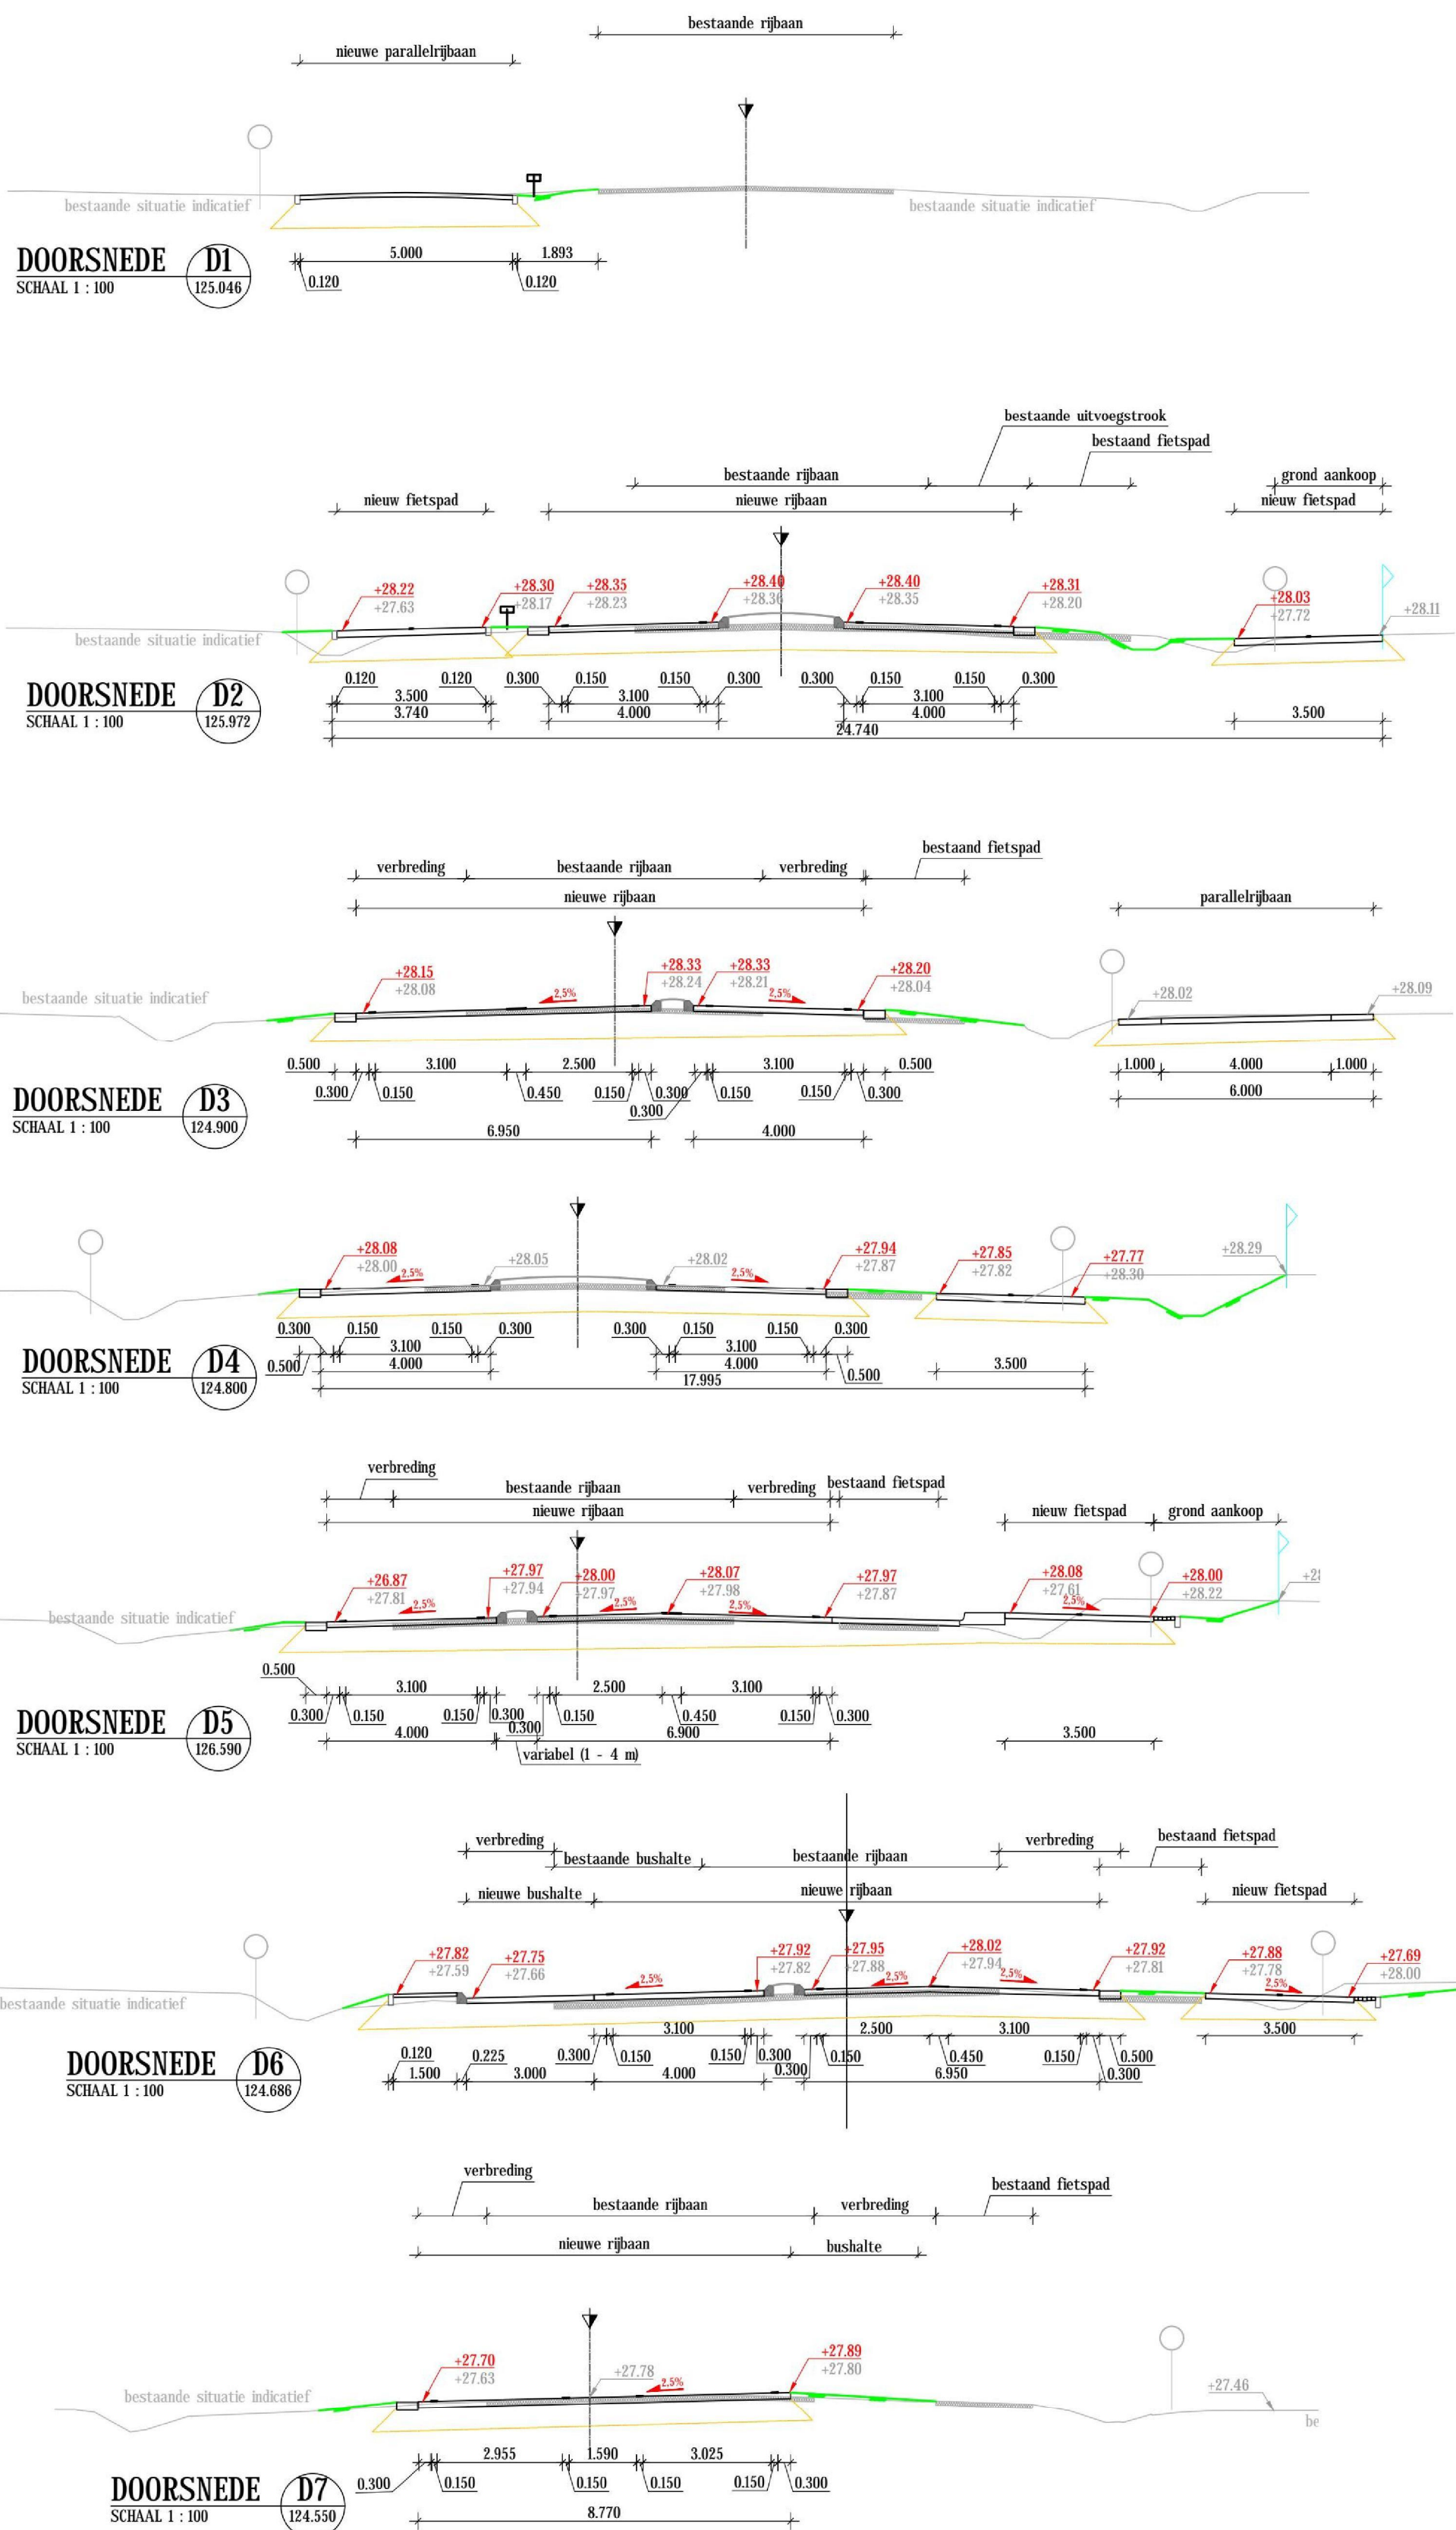 bestaande rijbaan
nieuwe parallelrijbaan
bestaande situatie indicatief
bestaande situatie indicatief
DOORSNEDE D1
SCHAAL 1 : 100 125.046
5.000 1.893
0.120 0.120
bestaande uitvoegstrook
bestaand fietspad
bestaande rijbaan grond aankoop
nieuw fietspad nieuwe rijbaan nieuw fietspad
+28.22 +28.30 +28.35 +28.40 +28.40 +28.31 +28.03
+27.63 +28.17 +28.23 +28.36 +28.35 +28.20 +27.72 +28.11
bestaande situatie indicatief
DOORSNEDE D2
SCHAAL 1 : 100 125.972
0.120 0.120 0.300 0.150 0.150 0.300 0.300 0.150 0.150 0.300
3.500 3.100 3.100
3.740 4.000 4.000 3.500
24.740
bestaand fietspad
verbreding bestaande rijbaan verbreding
nieuwe rijbaan parallelrijbaan
+28.15 +28.33 +28.33 +28.20
+28.08 +28.24 +28.21 +28.04 +28.02 +28.09
2,5% 2,5%
bestaande situatie indicatief
0.500 3.100 2.500 3.100 0.500 1.000 4.000 1.000
0.300 0.150 0.450 0.150 0.300 0.150 0.150 0.300 6.000
0.300
DOORSNEDE D3
SCHAAL 1 : 100 124.900
6.950 4.000
+28.08 +28.05 +28.02 +27.94 +27.85 +27.77 +28.29
+28.00 +27.87 +27.82 +28.30
2,5% 2,5%
0.300 0.150 0.150 0.300 0.300 0.150 0.150 0.300
3.100 3.100
0.500 4.000 4.000 0.500 3.500
17.995
DOORSNEDE D4
SCHAAL 1 : 100 124.800
verbreding
bestaande rijbaan verbreding bestaand fietspad
nieuwe rijbaan nieuw fietspad grond aankoop
+26.87 +27.97 +28.00 +28.07 +27.97 +28.08 +28.00
+27.81 +27.94 +27.97 +27.98 +27.87 +27.61 +28.22
2,5% 2,5% 2,5% 2,5%
bestaande situatie indicatief
0.500
3.100 2.500 3.100
0.300 0.150 0.150 0.300 0.300 0.150 0.450 0.150 0.300
4.000 6.900 3.500
variabel (1 - 4 m)
DOORSNEDE D5
SCHAAL 1 : 100 126.590
verbreding verbreding bestaand fietspad
bestaande bushalte bestaande rijbaan
nieuwe bushalte nieuwe rijbaan nieuw fietspad
+27.82 +27.75 +27.92 +27.95 +28.02 +27.92 +27.88 +27.69
+27.59 +27.66 +27.82 +27.88 +27.94 +27.81 +27.78 +28.00
2,5% 2,5% 2,5% 2,5%
bestaande situatie indicatief
3.100 2.500 3.100 3.500
0.120 0.225 0.300 0.150 0.150 0.300 0.300 0.150 0.450 0.150 0.500
1.500 3.000 4.000 6.950 0.300
DOORSNEDE D6
SCHAAL 1 : 100 124.686
verbreding
bestaand fietspad
bestaande rijbaan verbreding
nieuwe rijbaan bushalte
+27.70 +27.78 +27.89 +27.46
+27.63 2,5% +27.80
bestaande situatie indicatief be
2.955 1.590 3.025
0.300 0.150 0.150 0.150 0.150 0.300
DOORSNEDE D7
SCHAAL 1 : 100 124.550
8.770